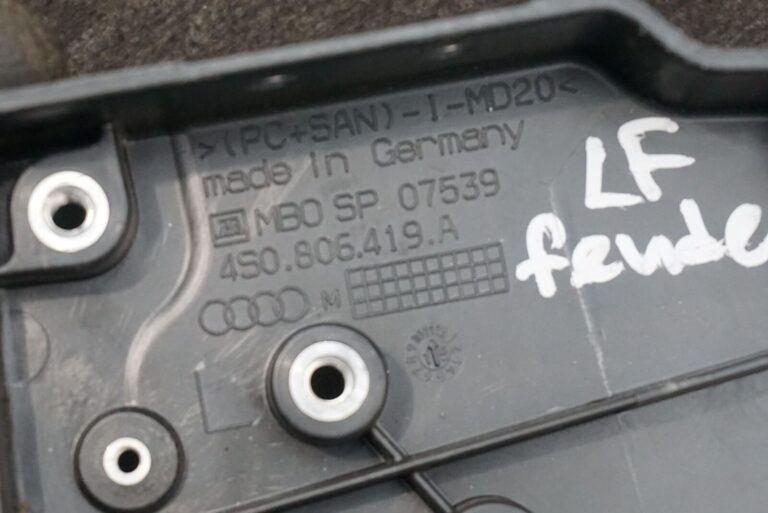 >(PC+SAN)-I-MD20<
made in Germany
MBO SP 07539
4S0.806.419.A
M
LF
fende